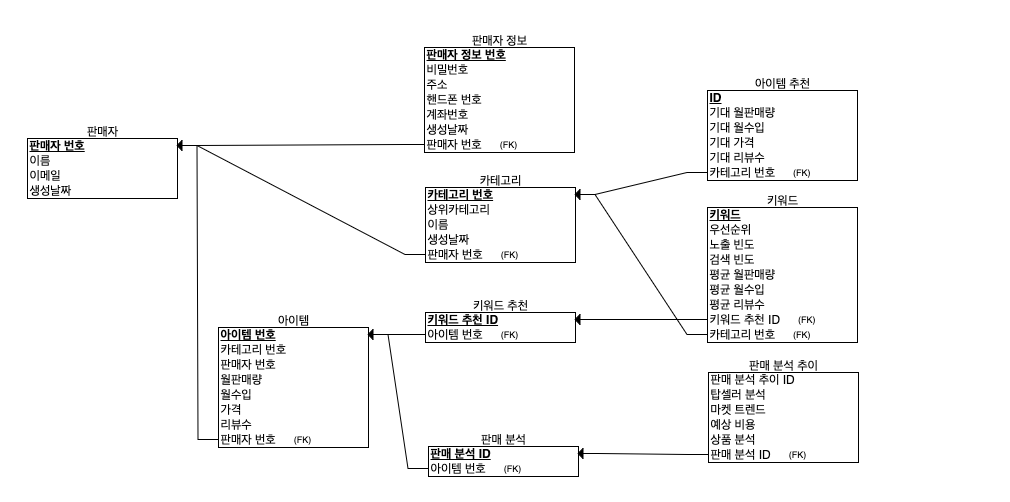 판매자
판매자 번호
이름
이메일
생성날짜
판매자 정보
판매자 정보 번호
비밀번호
주소
핸드폰 번호
계좌번호
생성날짜
판매자 번호 (FK)
카테고리
카테고리 번호
상위카테고리
이름
생성날짜
판매자 번호 (FK)
아이템 추천
ID
기대 월판매량
기대 월수입
기대 가격
기대 리뷰수
카테고리 번호 (FK)
키워드
키워드
우선순위
노출 빈도
검색 빈도
평균 월판매량
평균 월수입
평균 리뷰수
키워드 추천 ID (FK)
카테고리 번호 (FK)
키워드 추천
키워드 추천 ID
아이템 번호 (FK)
아이템
아이템 번호
카테고리 번호
판매자 번호
월판매량
월수입
가격
리뷰수
판매자 번호 (FK)
판매 분석
판매 분석 ID
아이템 번호 (FK)
판매 분석 추이
판매 분석 추이 ID
탑셀러 분석
마켓 트렌드
예상 비용
상품 분석
판매 분석 ID (FK)